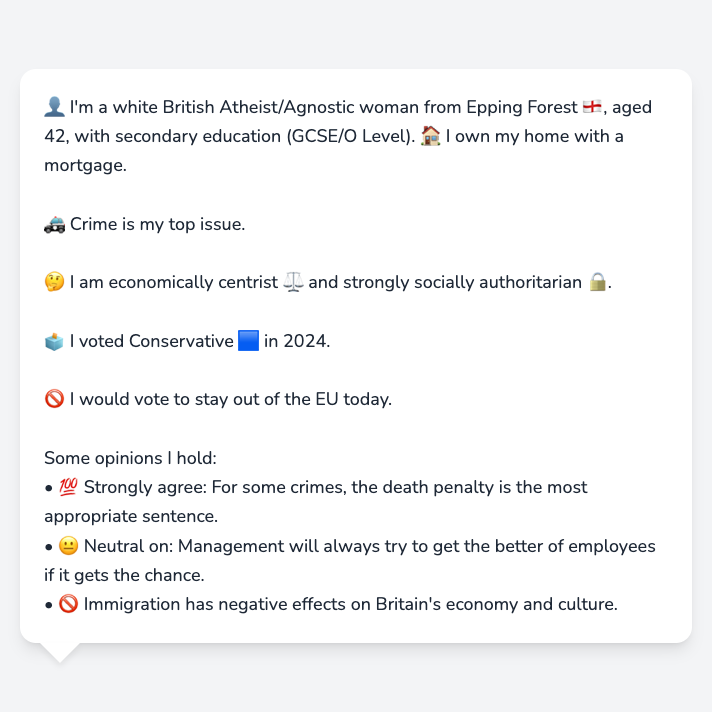 👤 I'm a white British Atheist/Agnostic woman from Epping Forest 🏴󠁧󠁢󠁥󠁮󠁧󠁿, aged
42, with secondary education (GCSE/O Level). 🏠 I own my home with a
mortgage.
🚓 Crime is my top issue.
🤔 I am economically centrist ⚖️ and strongly socially authoritarian 🔒.
🗳️ I voted Conservative 🟦 in 2024.
🚫 I would vote to stay out of the EU today.
Some opinions I hold:
• 💯 Strongly agree: For some crimes, the death penalty is the most
appropriate sentence.
• 😐 Neutral on: Management will always try to get the better of employees
if it gets the chance.
• 🚫 Immigration has negative effects on Britain's economy and culture.